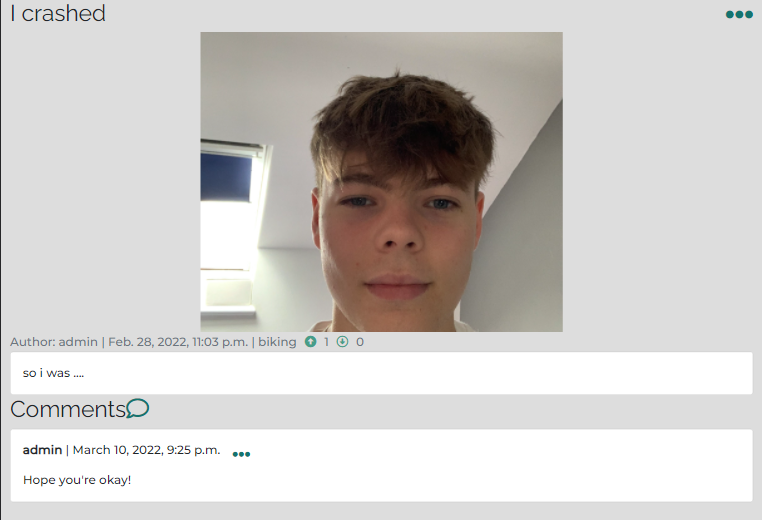 I crashed
Author: admin | Feb. 28, 2022, 11:03 p.m. | biking 1 0
so i was ....
Comments
admin | March 10, 2022, 9:25 p.m.
Hope you're okay!